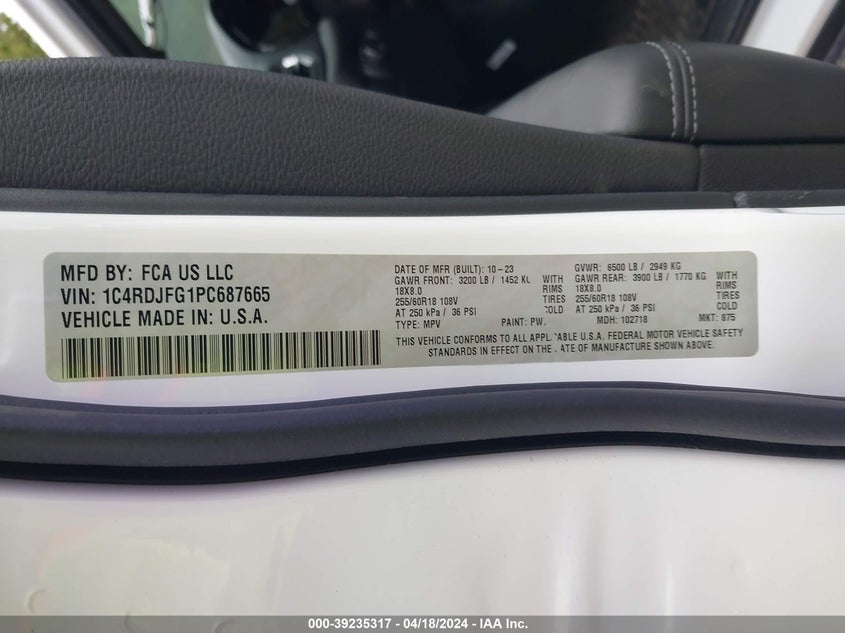 MFD BY: FCA US LLC
VIN: 1C4RDJFG1PC687665
VEHICLE MADE IN: U.S.A.
DATE OF MFR (BUILT): 10-23
GAWR FRONT: 3200 LB / 1452 KG WITH
18X8.0 RIMS
255/60R18 108V TIRES
AT 250 kPa / 36 PSI COLD
TYPE: MPV PAINT: PW
GVWR: 6500 LB / 2949 KG
GAWR REAR: 3900 LB / 1770 KG WITH
18X8.0 RIMS
255/60R18 108V TIRES
AT 250 kPa / 36 PSI COLD
MDH: 102718 MKT: 875
THIS VEHICLE CONFORMS TO ALL APPLICABLE U.S.A. FEDERAL MOTOR VEHICLE SAFETY
STANDARDS IN EFFECT ON THE DATE OF MANUFACTURE SHOWN ABOVE.
000-39235317 - 04/18/2024 - IAA Inc.